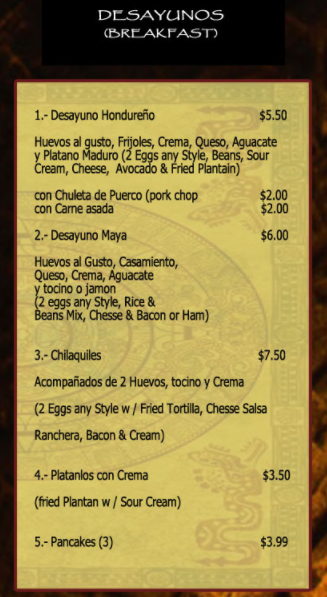 DESAYUNOS
(BREAKFAST)
1.- Desayuno Hondureño $5.50
Huevos al gusto, Frijoles, Crema, Queso, Aguacate
y Platano Maduro (2 Eggs any Style, Beans, Sour
Cream, Cheese, Avocado & Fried Plantain)
con Chuleta de Puerco (pork chop $2.00
con Carne asada $2.00
2.- Desayuno Maya $6.00
Huevos al Gusto, Casamiento,
Queso, Crema, Aguacate
y tocino o jamon
(2 eggs any Style, Rice &
Beans Mix, Chesse & Bacon or Ham)
3.- Chilaquiles $7.50
Acompañados de 2 Huevos, tocino y Crema
(2 Eggs any Style w / Fried Tortilla, Chesse Salsa
Ranchera, Bacon & Cream)
4.- Platanlos con Crema $3.50
(fried Plantan w / Sour Cream)
5.- Pancakes (3) $3.99